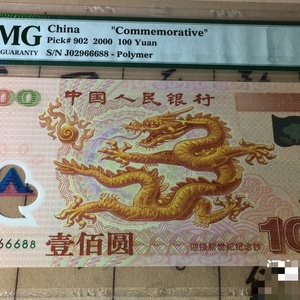 MG China "Commemorative"
GUARANTY Pick# 902 2000 100 Yuan
S/N J02966688 - Polymer
00
中国人民银行
66688
壹佰圆
迎接新世纪纪念钞
10